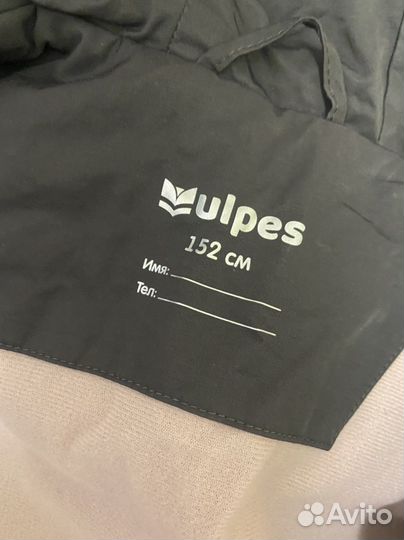 Vulpes
152 СМ
Имя:
Тел:
Avito